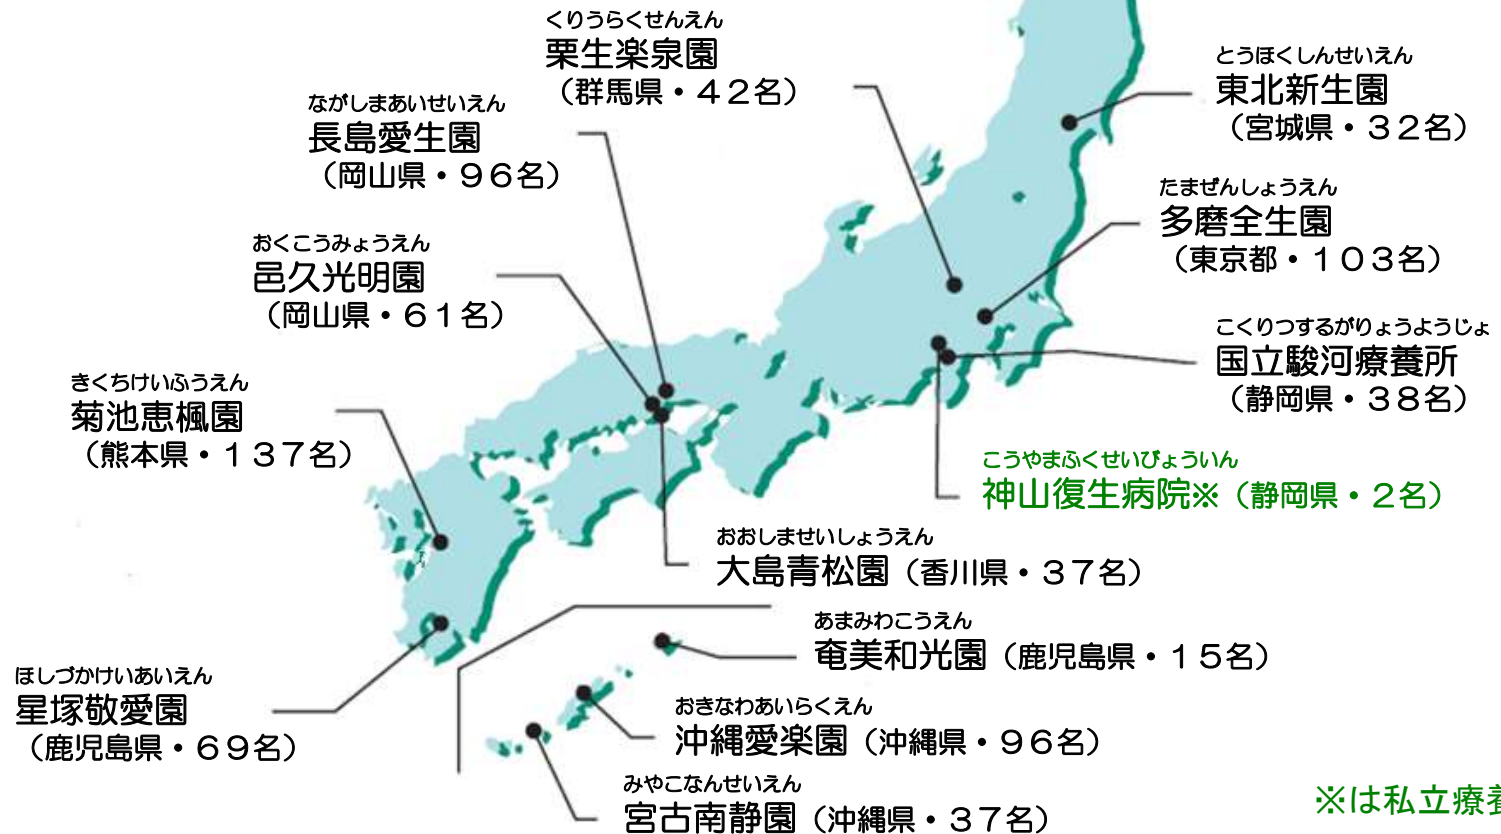 くりうらくせんえん
栗生楽泉園
（群馬県・４２名）
とうほくしんせいえん
東北新生園
（宮城県・３２名）
ながしまあいせいえん
長島愛生園
（岡山県・９６名）
たまぜんしょうえん
多磨全生園
（東京都・１０３名）
おくこうみょうえん
邑久光明園
（岡山県・６１名）
こくりつするがりょうようじょ
国立駿河療養所
（静岡県・３８名）
きくちけいふうえん
菊池恵楓園
（熊本県・１３７名）
こうやまふくせいびょういん
神山復生病院※（静岡県・２名）
おおしませいしょうえん
大島青松園（香川県・３７名）
あまみわこうえん
奄美和光園（鹿児島県・１５名）
ほしづかけいあいえん
星塚敬愛園
（鹿児島県・６９名）
おきなわあいらくえん
沖縄愛楽園（沖縄県・９６名）
みやこなんせいえん
宮古南静園（沖縄県・３７名）
※は私立療養